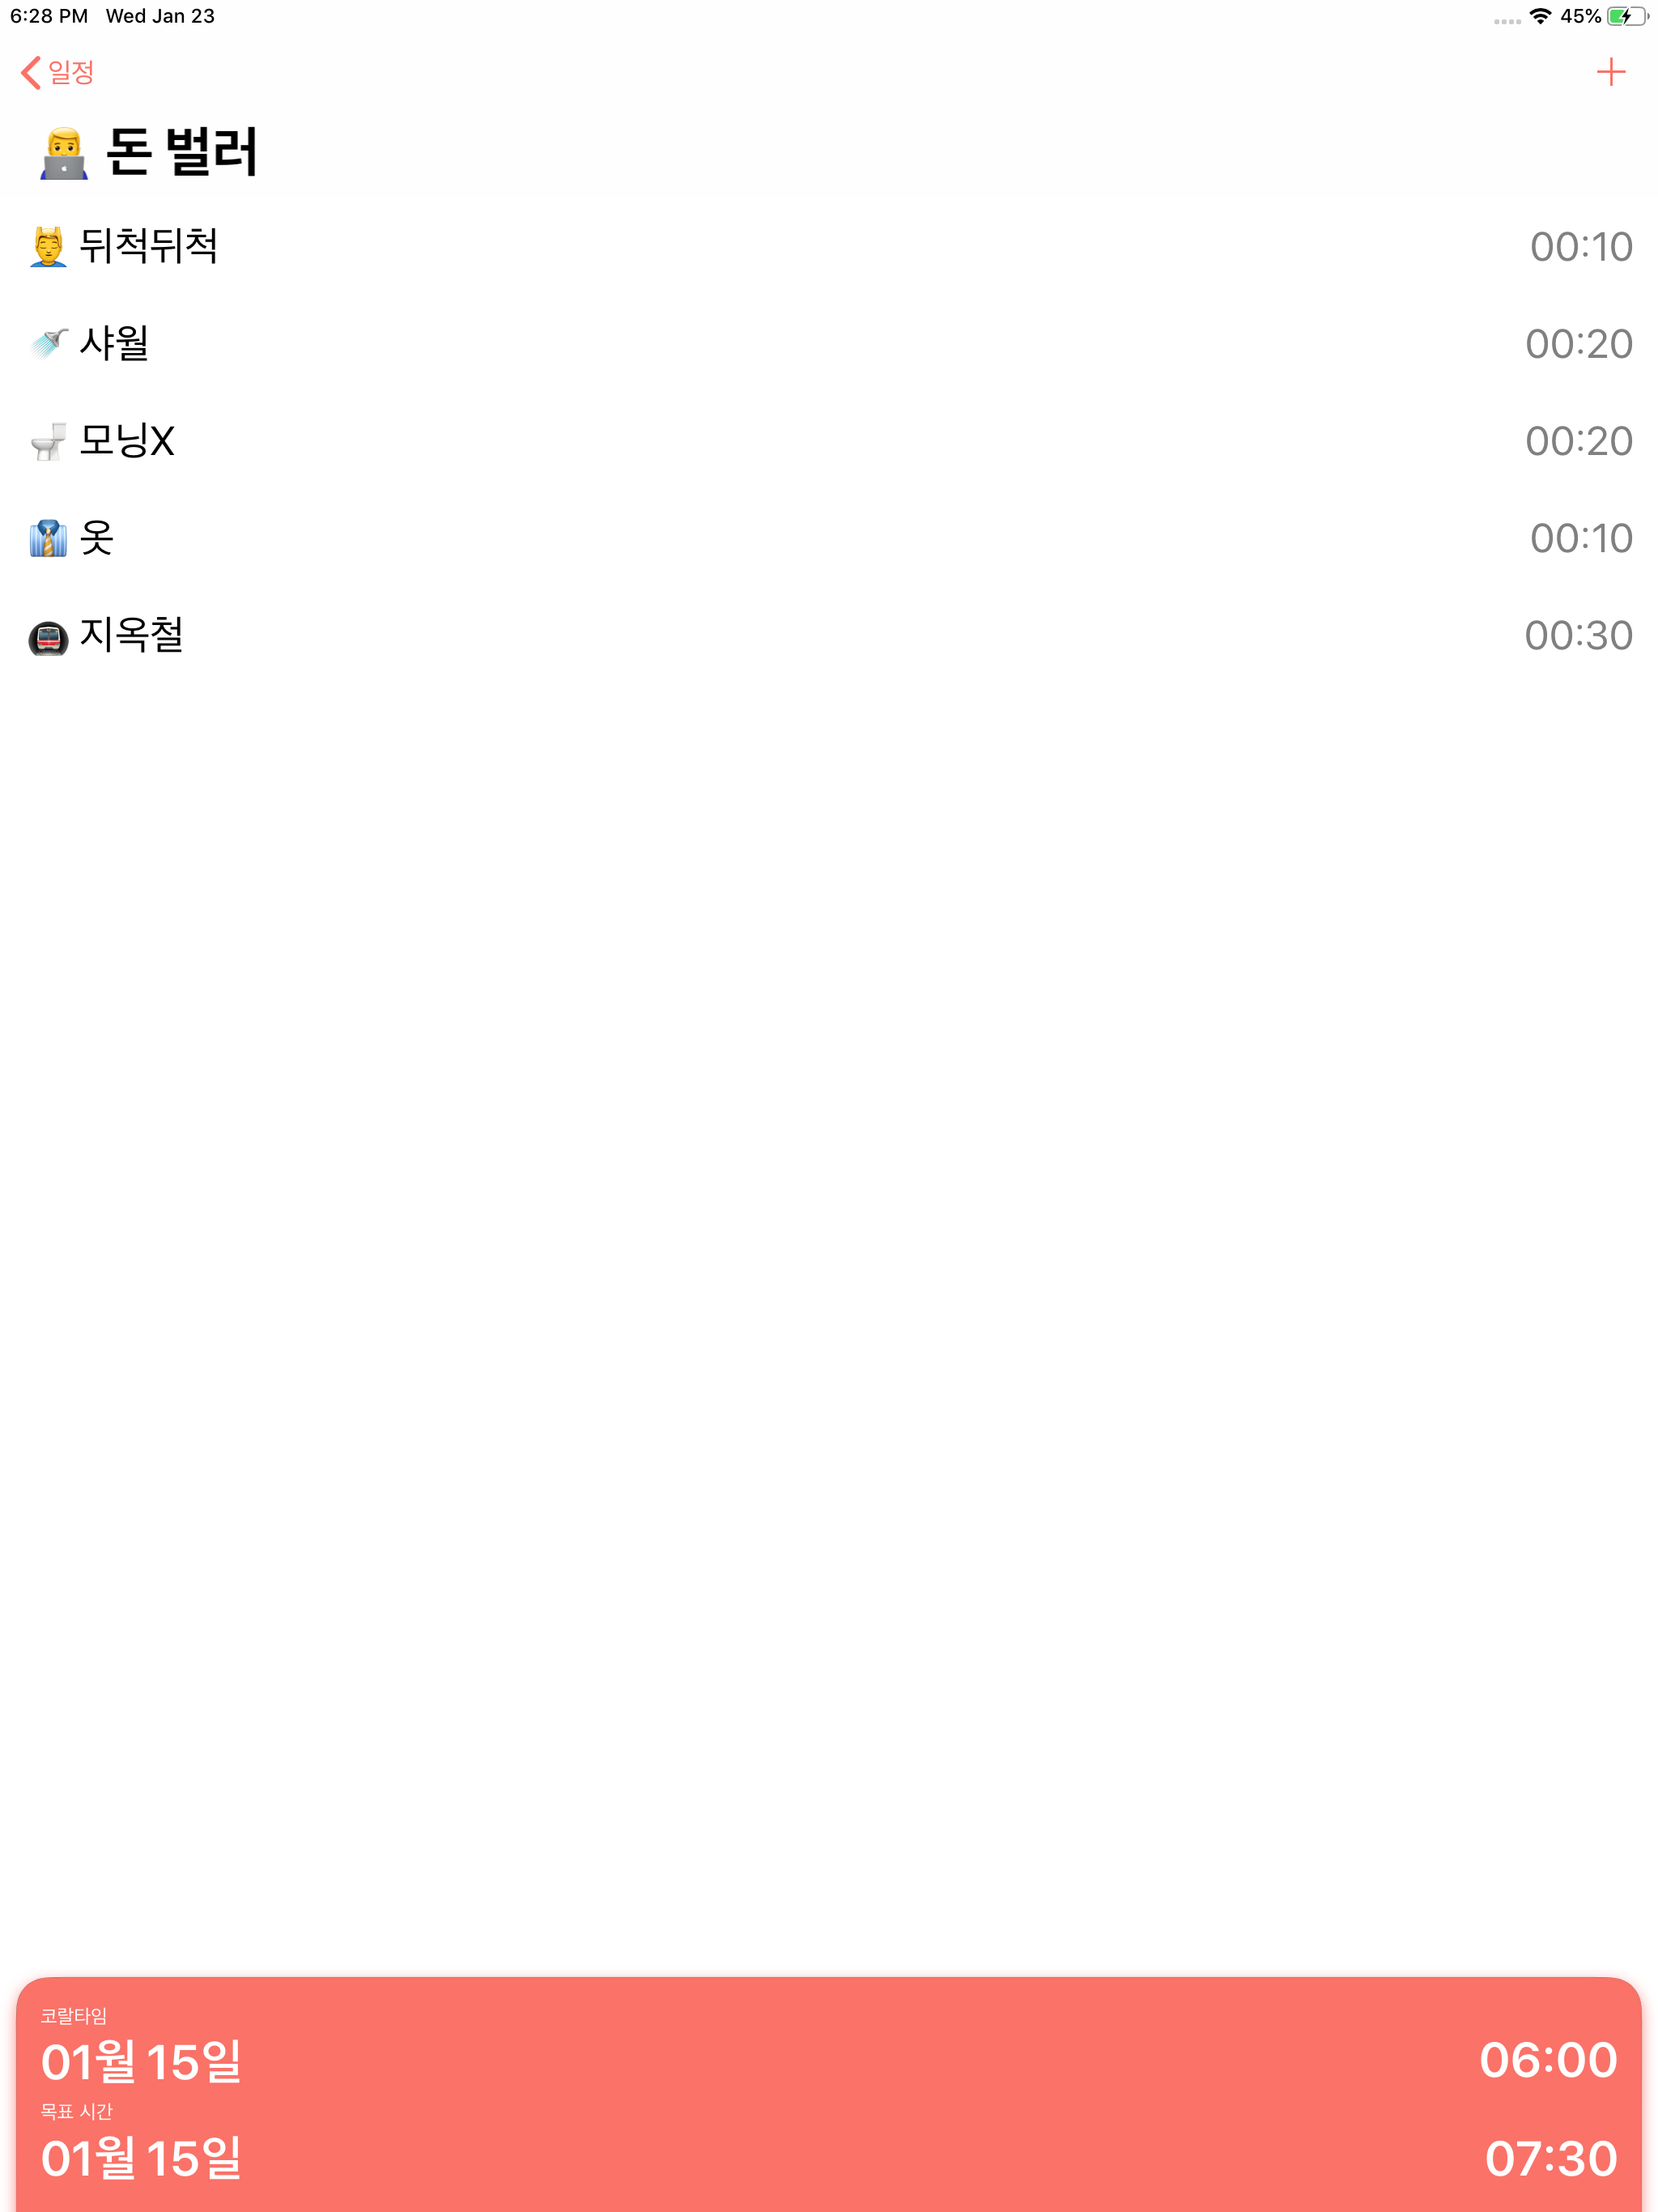 6:28 PM Wed Jan 23 45%
일정
돈 벌러
뒤척뒤척 00:10
샤월 00:20
모닝X 00:20
옷 00:10
지옥철 00:30
코랄타임
01월 15일 06:00
목표 시간
01월 15일 07:30